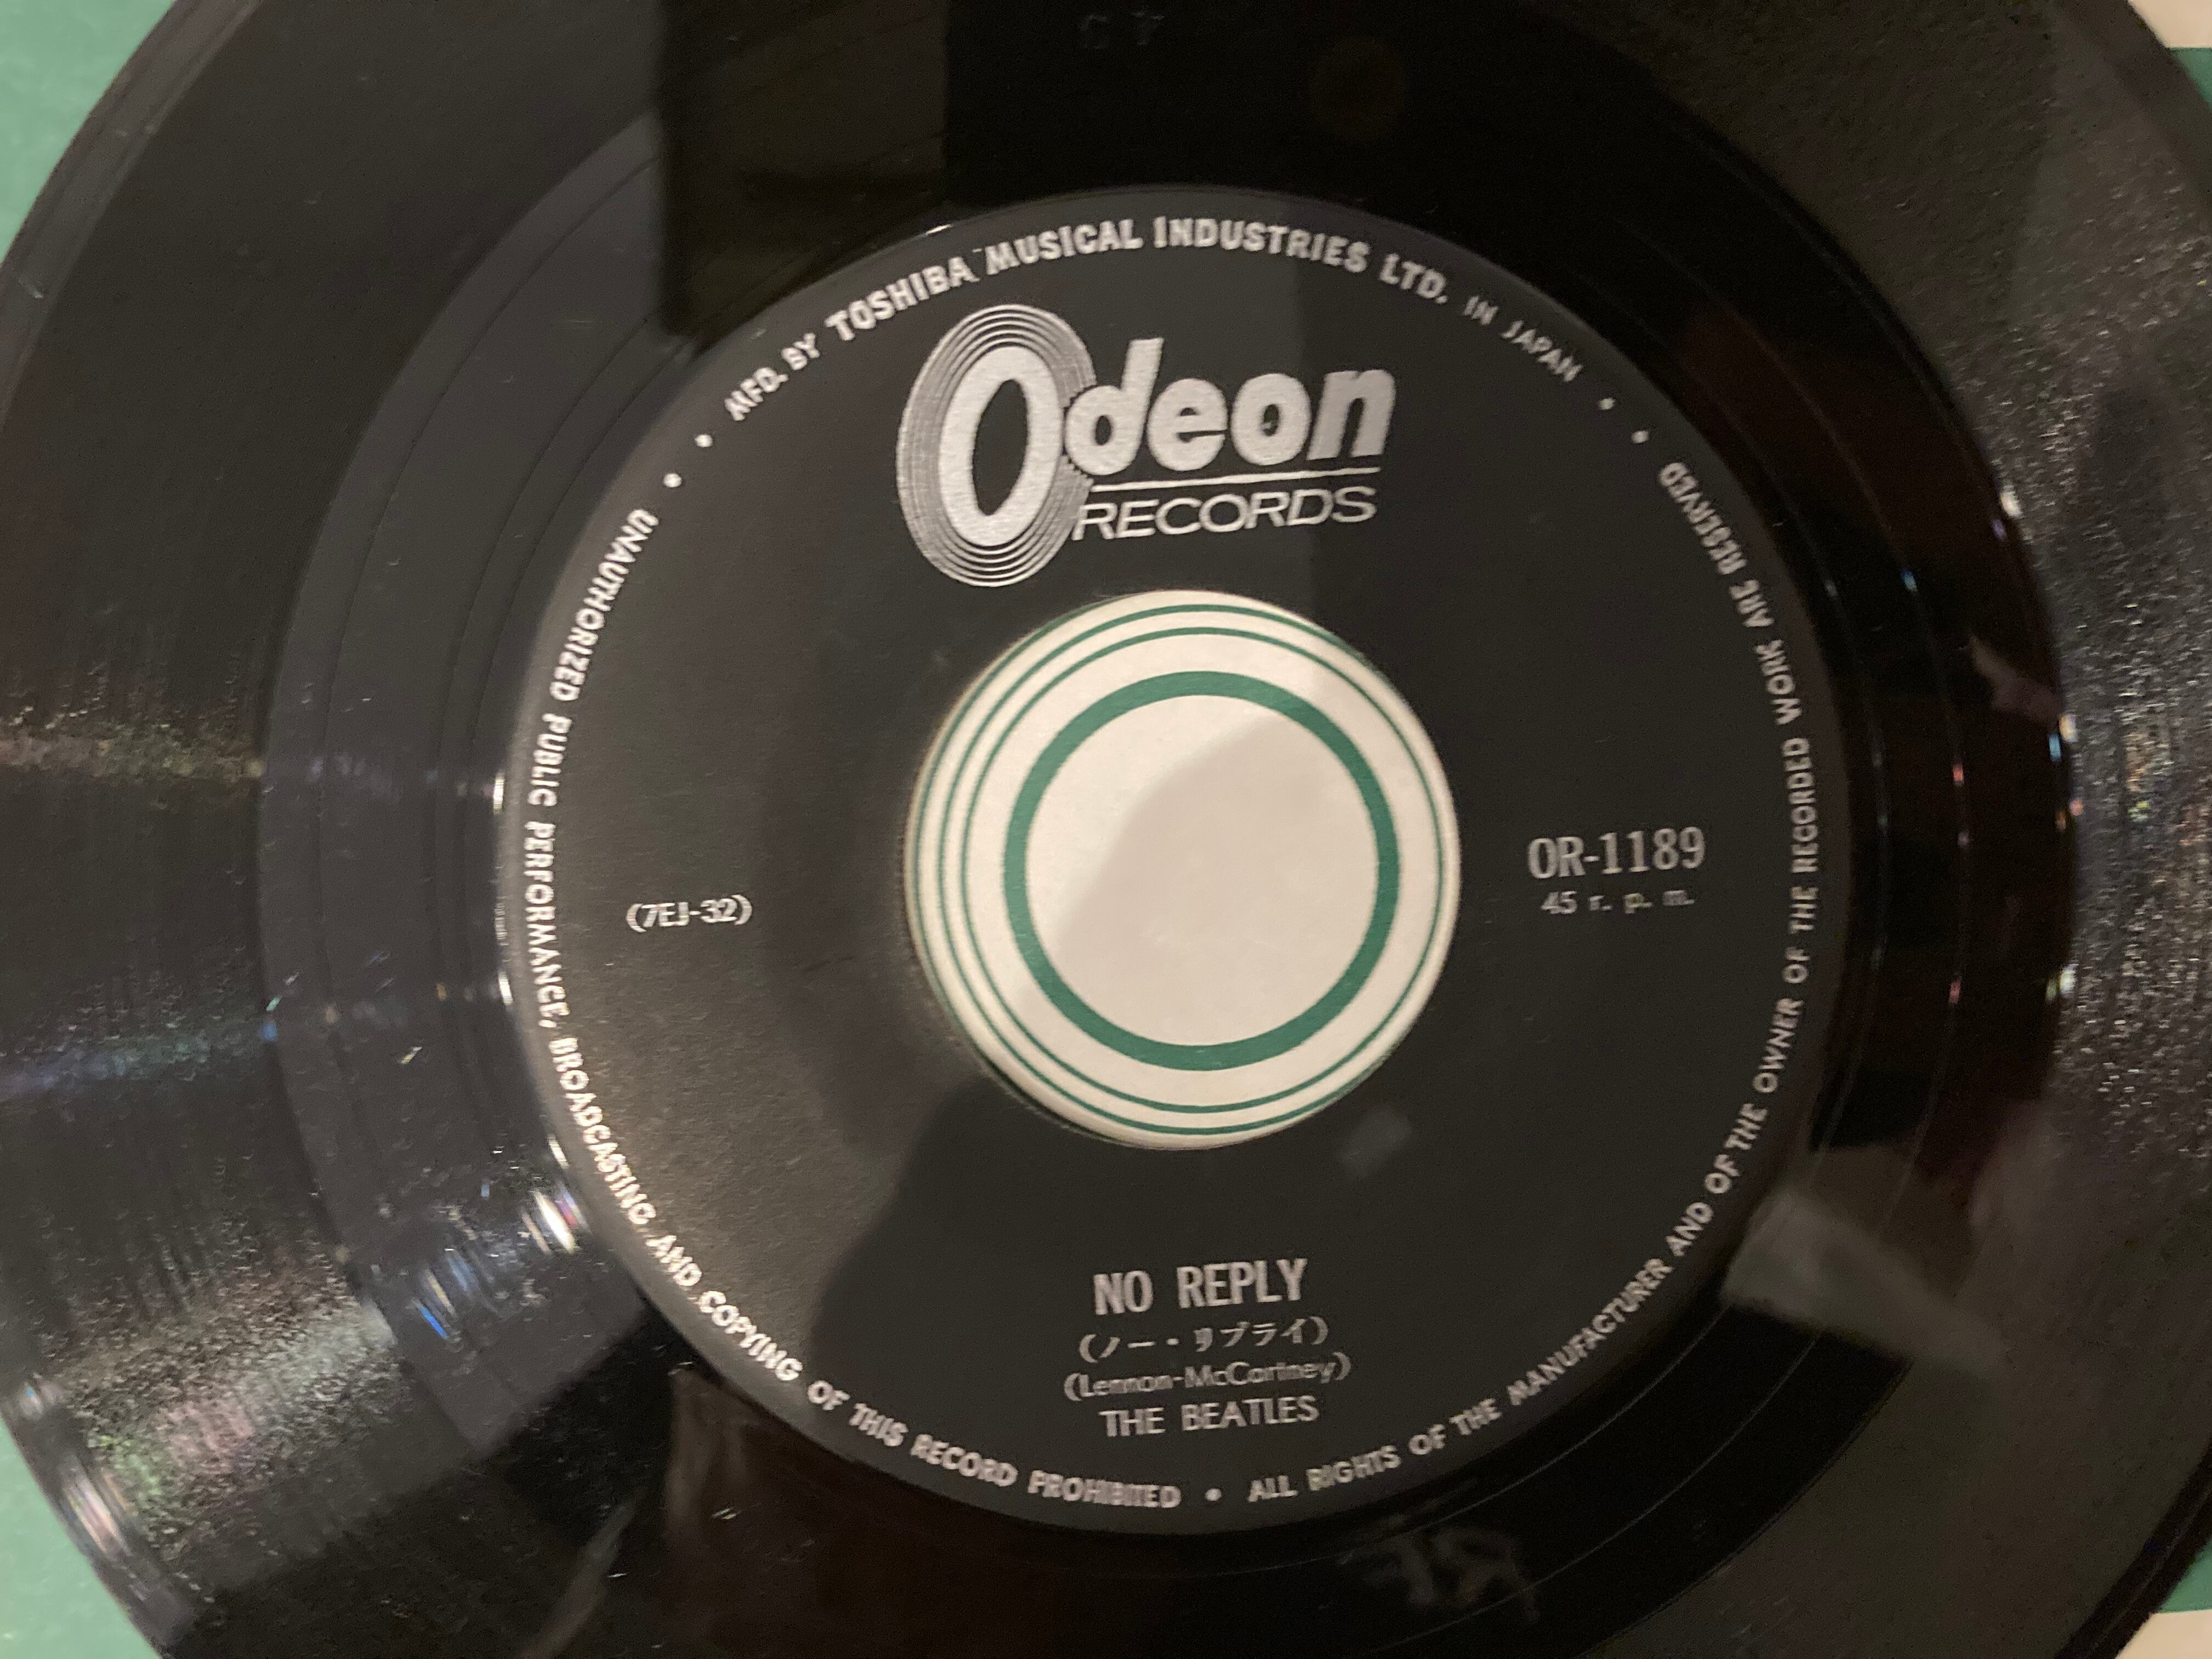 MFD. BY TOSHIBA MUSICAL INDUSTRIES LTD. IN JAPAN
Odeon
RECORDS
(7EJ-32)
OR-1189
45 r. p. m.
NO REPLY
(ノー・リプライ)
(Lennon-McCartney)
THE BEATLES
UNAUTHORIZED PUBLIC PERFORMANCE, BROADCASTING AND COPYING OF THIS RECORD PROHIBITED • ALL RIGHTS OF THE MANUFACTURER AND OF THE OWNER OF THE RECORDED WORK ARE RESERVED